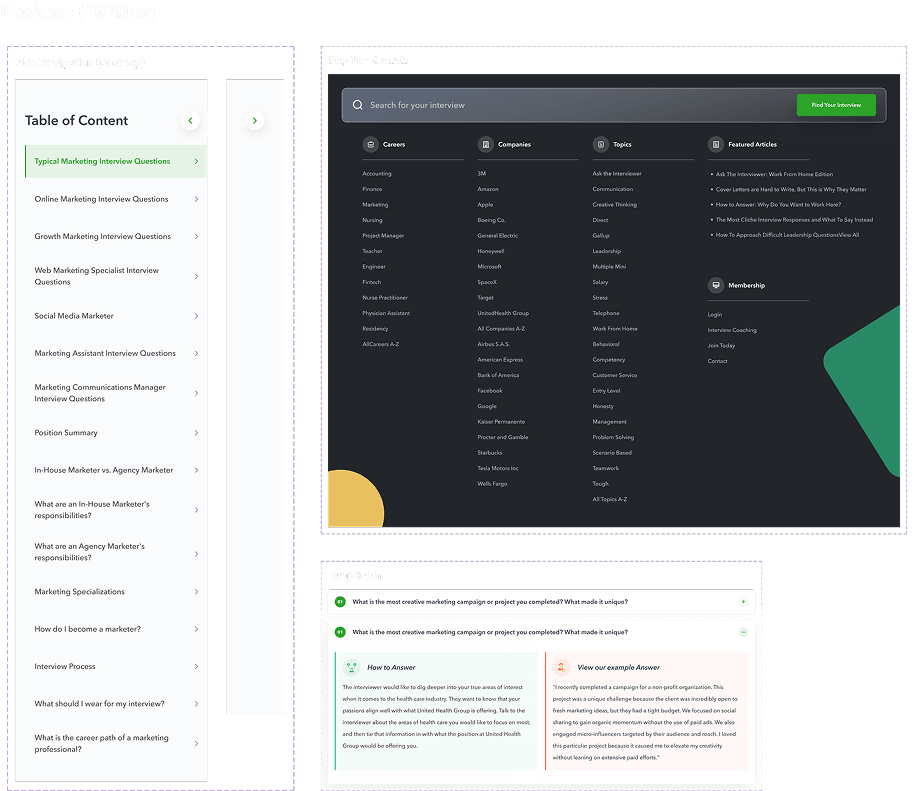 Table of Content
Typical Marketing Interview Questions
Online Marketing Interview Questions
Growth Marketing Interview Questions
Web Marketing Specialist Interview
Questions
Social Media Marketer
Marketing Assistant Interview Questions
Marketing Communications Manager
Interview Questions
Position Summary
In-House Marketer vs. Agency Marketer
What are an In-House Marketer's
responsibilities?
What are an Agency Marketer's
responsibilities?
Marketing Specializations
How do I become a marketer?
Interview Process
What should I wear for my interview?
What is the career path of a marketing
professional?
Search for your interview
Find Your Interview
Careers
Accounting
Finance
Marketing
Nursing
Project Manager
Teacher
Engineer
Fintech
Nurse Practitioner
Physician Assistant
Residency
AllCareers A-Z
Companies
3M
Amazon
Apple
Boeing Co.
General Electric
Honeywell
Microsoft
SpaceX
Target
UnitedHealth Group
All Companies A-Z
Airbus S.A.S.
American Express
Bank of America
Facebook
Google
Kaiser Permanente
Procter and Gamble
Starbucks
Tesla Motors Inc
Wells Fargo
Topics
Ask the Interviewer
Communication
Creative Thinking
Direct
Gallup
Leadership
Multiple Mini
Salary
Stress
Telephone
Work From Home
Behavioral
Competency
Customer Service
Entry Level
Honesty
Management
Problem Solving
Scenario Based
Teamwork
Tough
All Topics A-Z
Featured Articles
• Ask The Interviewer: Work From Home Edition
• Cover Letters are Hard to Write, But This is Why They Matter
• How to Answer: Why Do You Want to Work Here?
• The Most Cliche Interview Responses and What To Say Instead
• How To Approach Difficult Leadership QuestionsView All
Membership
Login
Interview Coaching
Join Today
Contact
01 What is the most creative marketing campaign or project you completed? What made it unique?
01 What is the most creative marketing campaign or project you completed? What made it unique?
How to Answer
The interviewer would like to dig deeper into your true areas of interest
when it comes to the health care industry. They want to know that your
passions align well with what United Health Group is offering. Talk to the
interviewer about the areas of health care you would like to focus on most,
and then tie that information in with what the position at United Health
Group would be offering you.
View our example Answer
"I recently completed a campaign for a non-profit organization. This
project was a unique challenge because the client was incredibly open to
fresh marketing ideas, but they had a tight budget. We focused on social
sharing to gain organic momentum without the use of paid ads. We also
engaged micro-influencers targeted by their audience and reach. I loved
this particular project because it caused me to elevate my creativity
without leaning on extensive paid efforts."